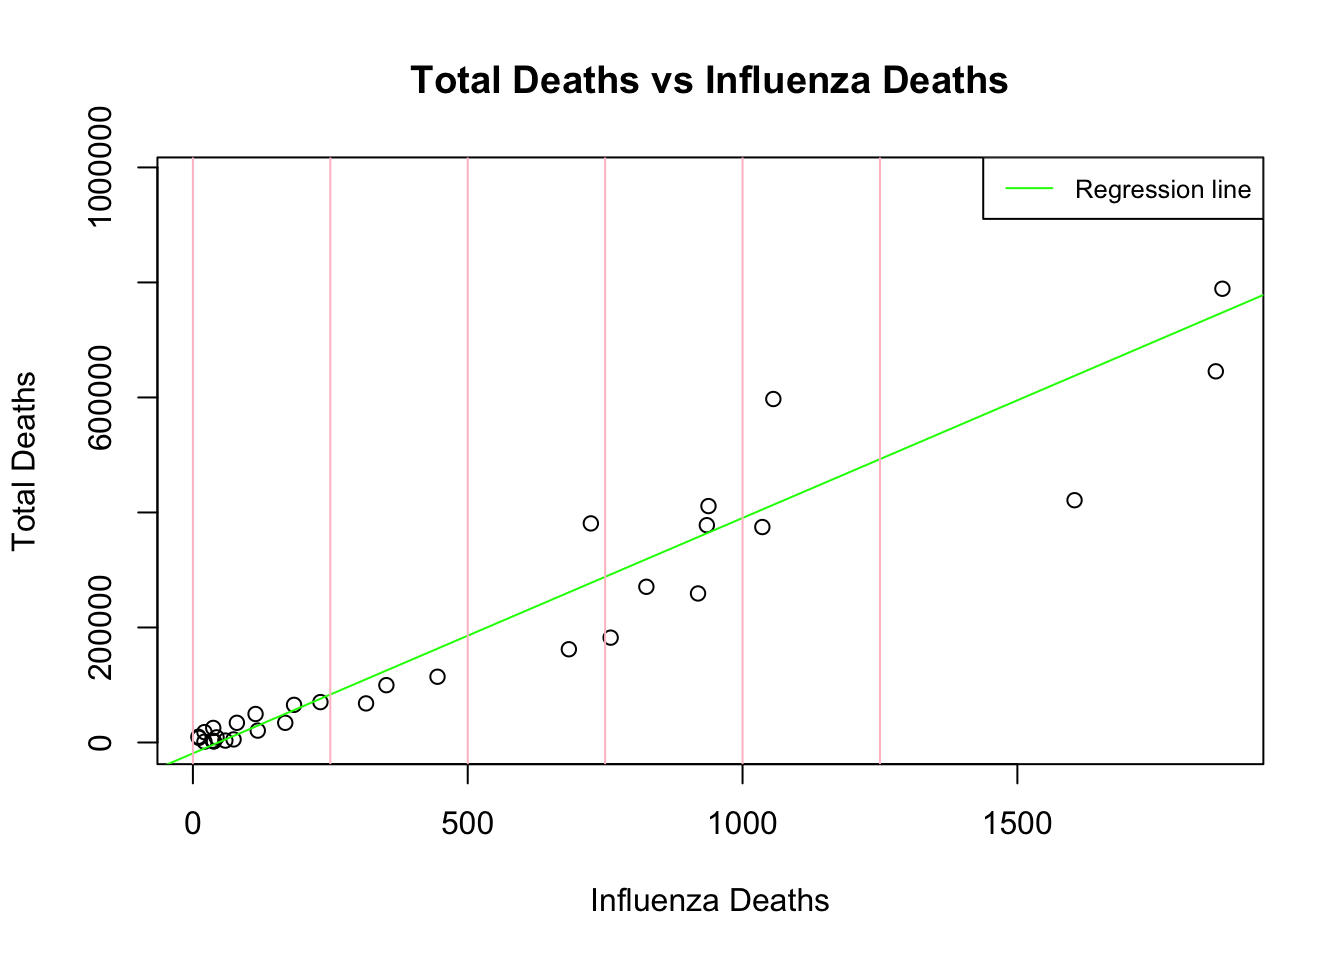 Total Deaths vs Influenza Deaths
Regression line
Total Deaths
1000000
600000
200000
0
0 500 1000 1500
Influenza Deaths